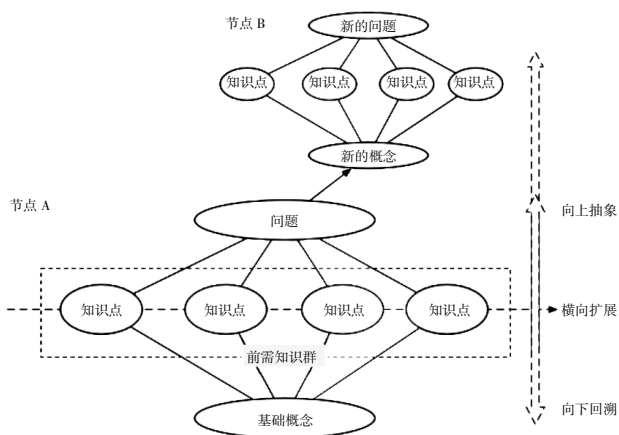 节点 B
新的问题
知识点 知识点 知识点 知识点
新的概念
节点 A
向上抽象
问题
知识点 知识点 知识点 知识点
横向扩展
前需知识群
向下回溯
基础概念